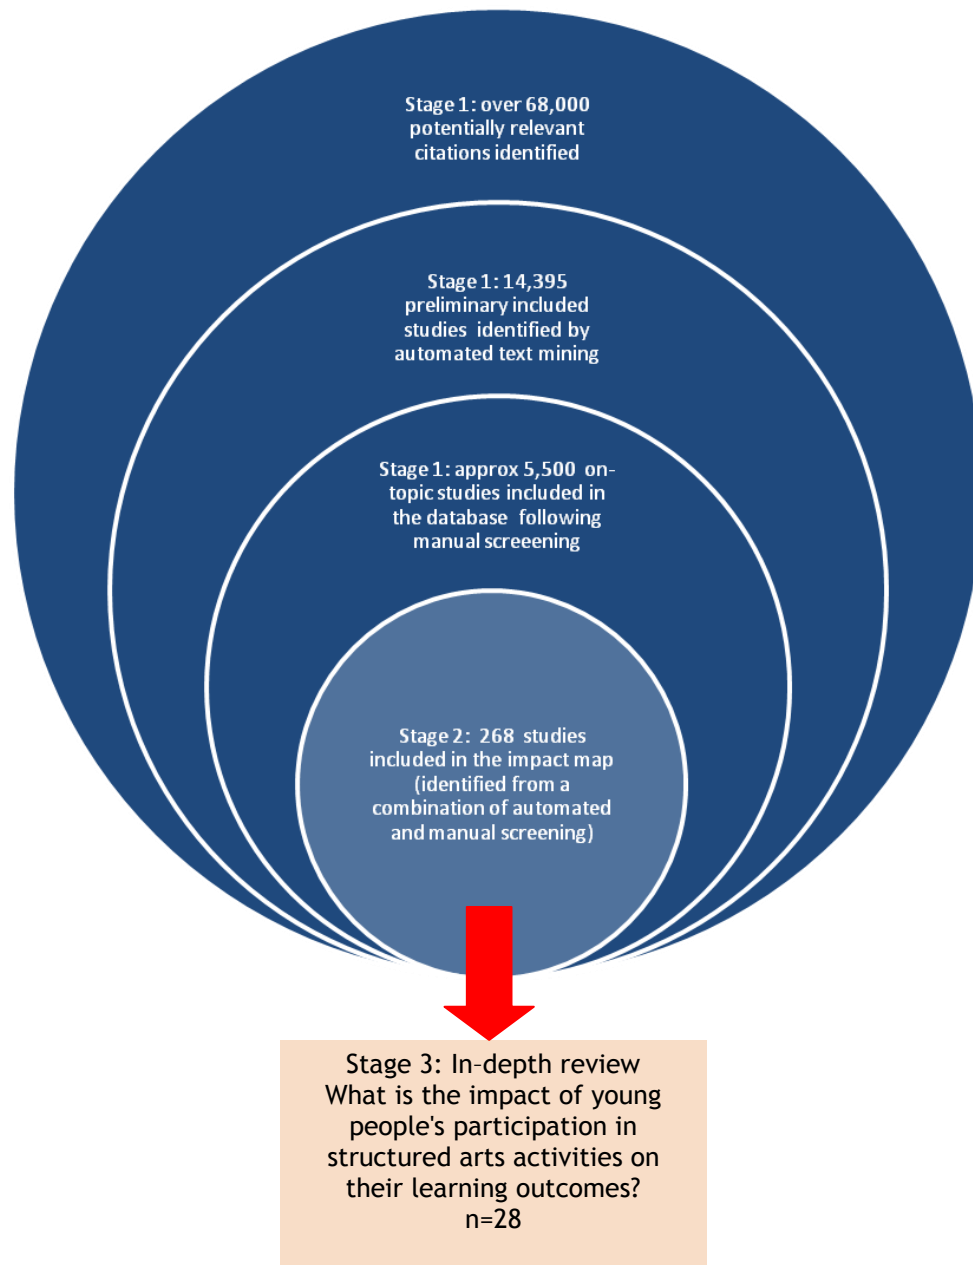 Stage 1: over 68,000
potentially relevant
citations identified
Stage 1: 14,395
preliminary included
studies identified by
automated text mining
Stage 1: approx 5,500 on-
topic studies included in
the database following
manual screeening
Stage 2: 268 studies
included in the impact map
(identified from a
combination of automated
and manual screening)
Stage 3: In-depth review
What is the impact of young
people's participation in
structured arts activities on
their learning outcomes?
n=28